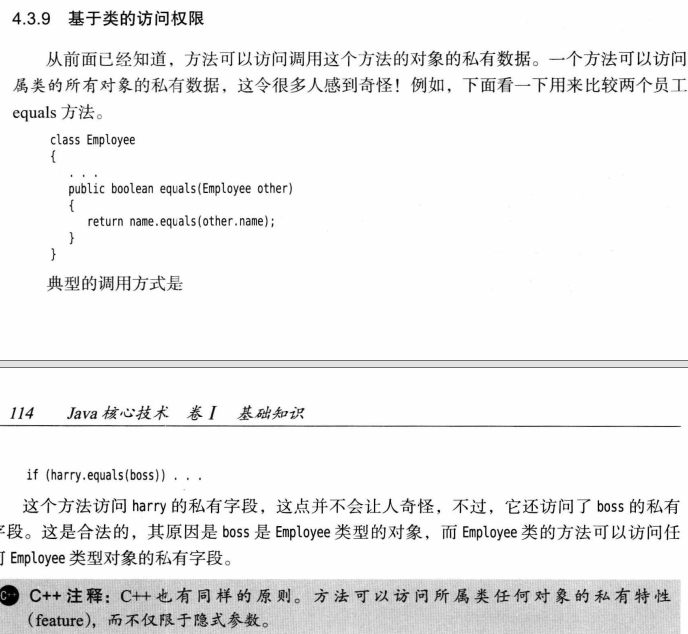 4.3.9 基于类的访问权限
从前面已经知道，方法可以访问调用这个方法的对象的私有数据。一个方法可以访问
属类的所有对象的私有数据，这令很多人感到奇怪！例如，下面看一下用来比较两个员工
equals 方法。
class Employee
{
. . .
public boolean equals(Employee other)
{
return name.equals(other.name);
}
}
典型的调用方式是
114 Java 核心技术 卷 I 基础知识
if (harry.equals(boss)) . . .
这个方法访问 harry 的私有字段，这点并不会让人奇怪，不过，它还访问了 boss 的私有
字段。这是合法的，其原因是 boss 是 Employee 类型的对象，而 Employee 类的方法可以访问任
何 Employee 类型对象的私有字段。
C++ C++ 注释：C++ 也有同样的原则。方法可以访问所属类任何对象的私有特性
(feature)，而不仅限于隐式参数。